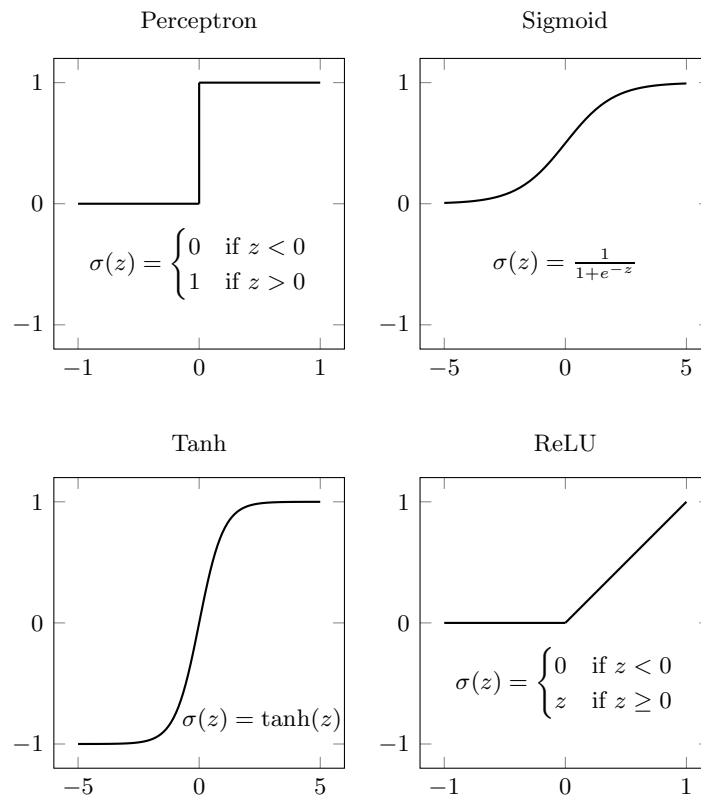 Perceptron
1
0
σ(z) = {0 if z < 0
1 if z > 0
−1
−1 0 1
Sigmoid
1
0
σ(z) = 1/(1+e^{−z})
−1
−5 0 5
Tanh
1
0
σ(z) = tanh(z)
−1
−5 0 5
ReLU
1
0
σ(z) = {0 if z < 0
z if z ≥ 0
−1
−1 0 1